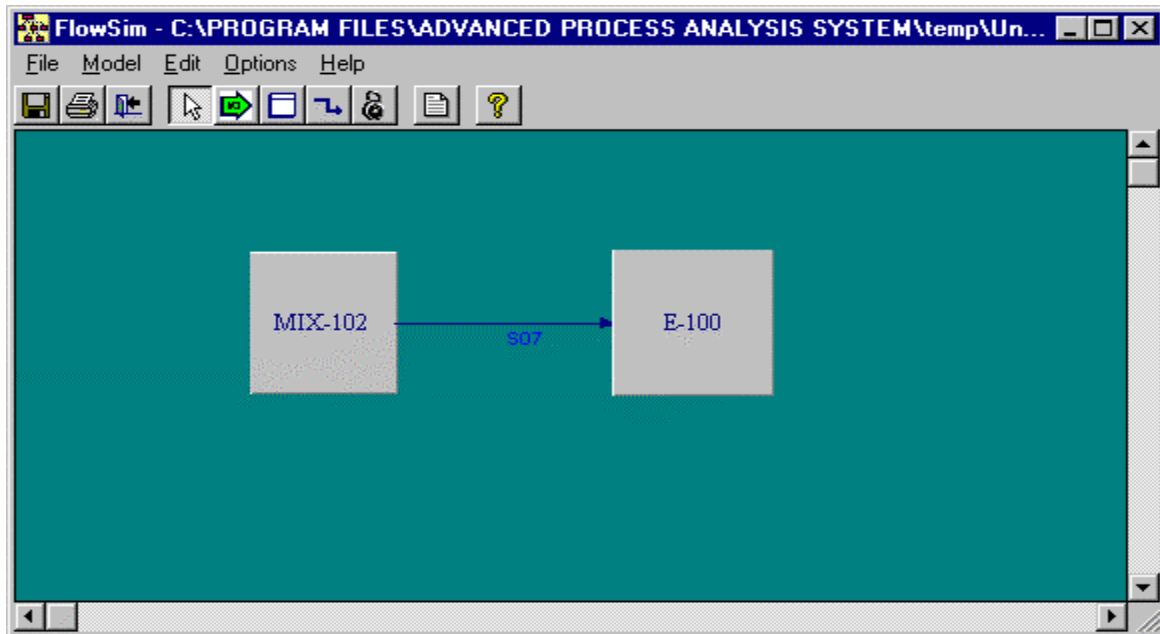 FlowSim - C:\PROGRAM FILES\ADVANCED PROCESS ANALYSIS SYSTEM\temp\Un...
File Model Edit Options Help
MIX-102
E-100
S07